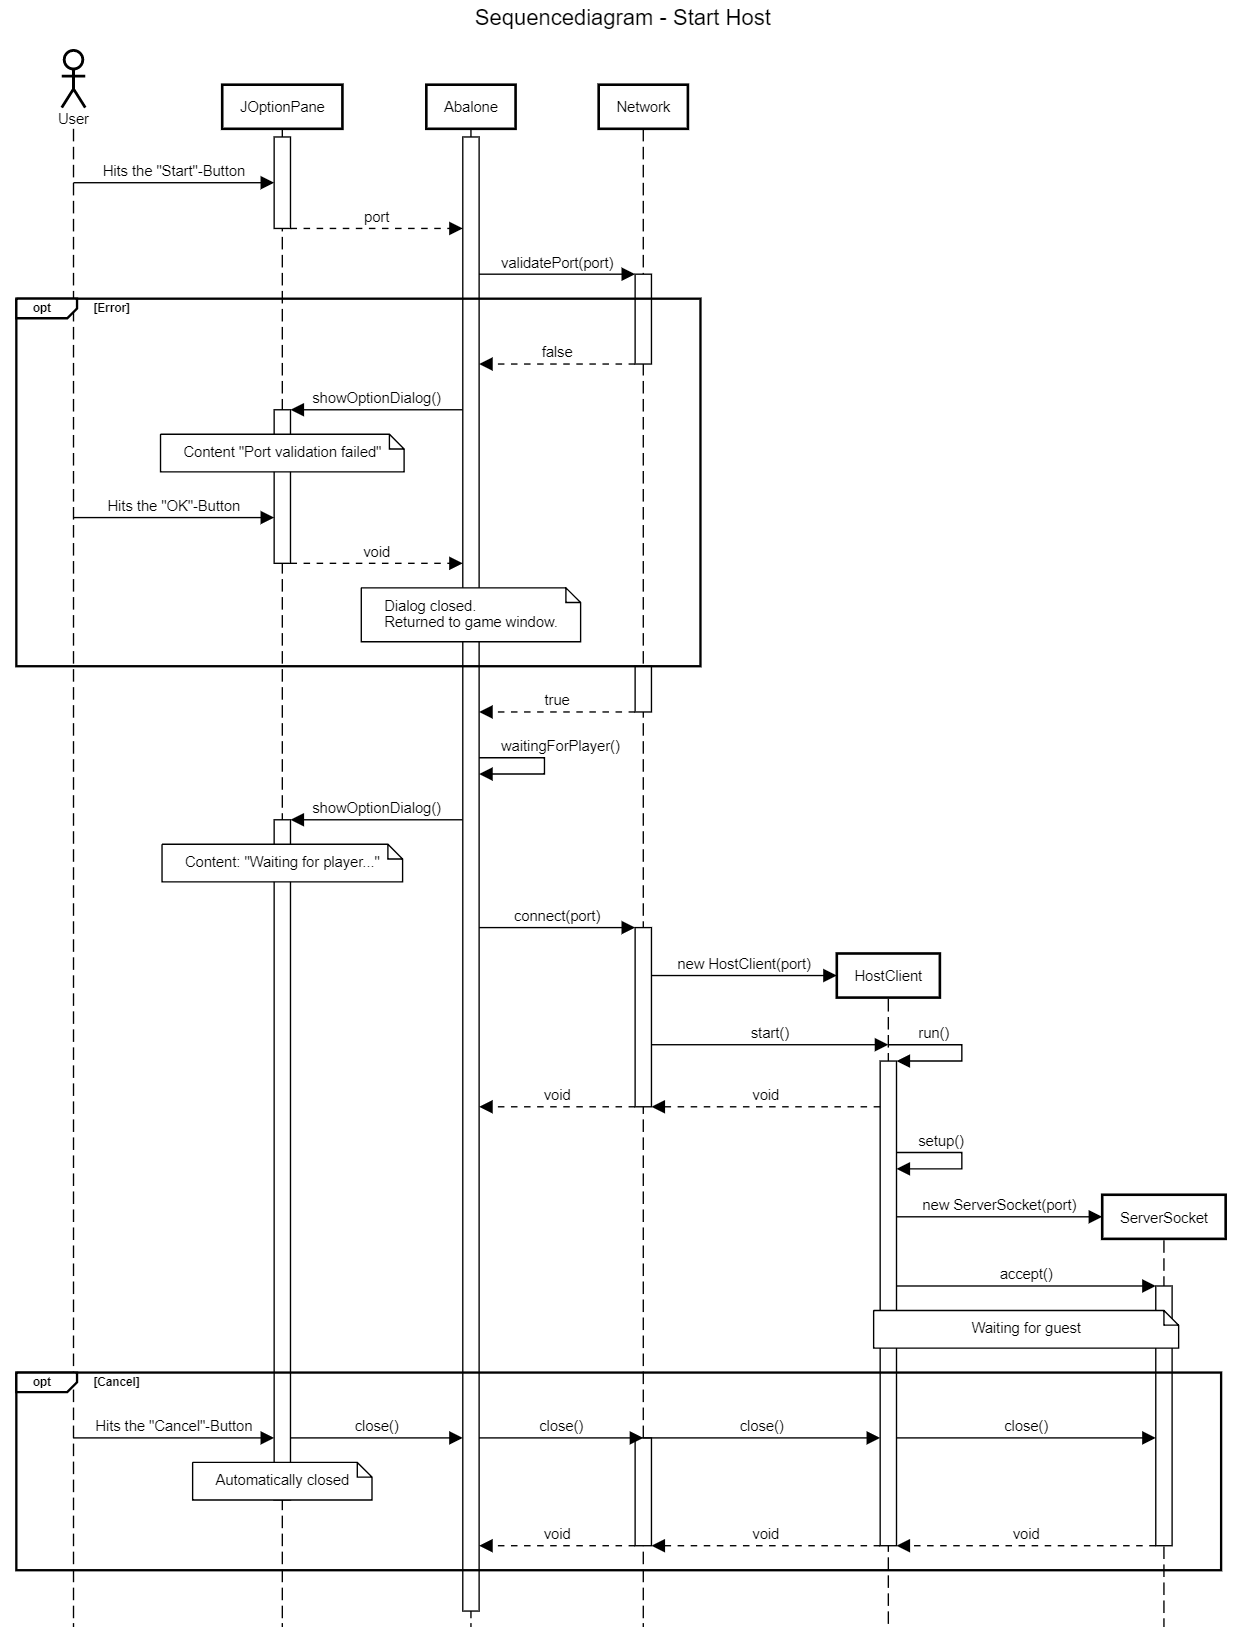 Sequencediagram - Start Host
User
JOptionPane
Abalone
Network
Hits the "Start"-Button
port
validatePort(port)
opt
[Error]
false
showOptionDialog()
Content "Port validation failed"
Hits the "OK"-Button
void
Dialog closed.
Returned to game window.
true
waitingForPlayer()
showOptionDialog()
Content: "Waiting for player..."
connect(port)
new HostClient(port)
HostClient
start()
run()
void
void
setup()
new ServerSocket(port)
ServerSocket
accept()
Waiting for guest
opt
[Cancel]
Hits the "Cancel"-Button
close()
close()
close()
close()
Automatically closed
void
void
void